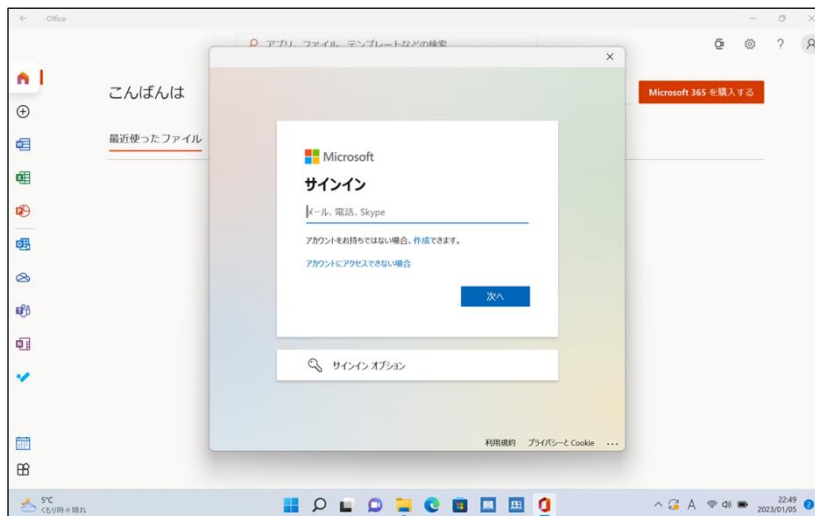 Office
アプリ、ファイル、テンプレートなどの検索
こんばんは
Microsoft 365 を購入する
最近使ったファイル
Microsoft
サインイン
メール、電話、Skype
アカウントをお持ちではない場合、作成できます。
アカウントにアクセスできない場合
次へ
サインイン オプション
利用規約 プライバシーと Cookie ...
5°C
くもり時々晴れ
A
22:49
2023/01/05
2